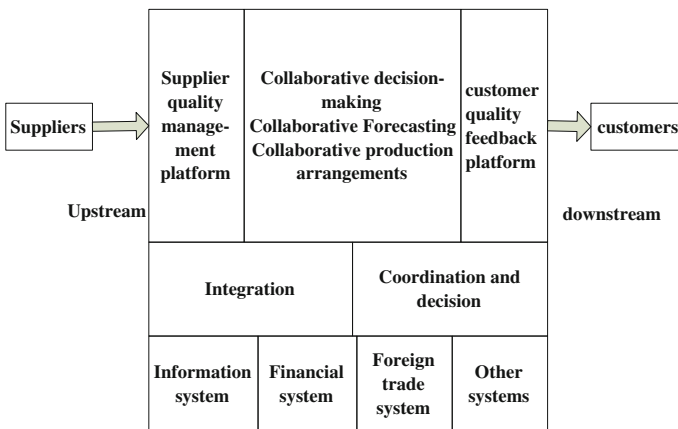 Suppliers
Supplier
quality
manage-
ment
platform
Collaborative decision-
making
Collaborative Forecasting
Collaborative production
arrangements
customer
quality
feedback
platform
customers
Upstream
downstream
Integration
Coordination and
decision
Information
system
Financial
system
Foreign
trade
system
Other
systems